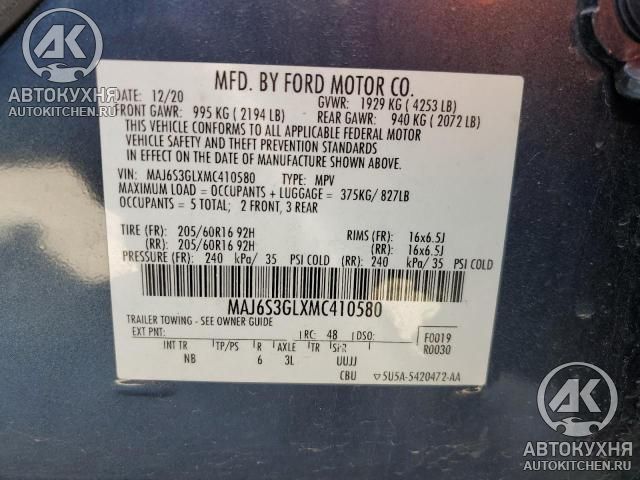 АВТОКУХНЯ
AUTOKITCHEN.RU
MFD. BY FORD MOTOR CO.
DATE: 12/20 GVWR: 1929 KG ( 4253 LB)
FRONT GAWR: 995 KG ( 2194 LB) REAR GAWR: 940 KG ( 2072 LB)
THIS VEHICLE CONFORMS TO ALL APPLICABLE FEDERAL MOTOR
VEHICLE SAFETY AND THEFT PREVENTION STANDARDS
IN EFFECT ON THE DATE OF MANUFACTURE SHOWN ABOVE.
VIN: MAJ6S3GLXMC410580 TYPE: MPV
MAXIMUM LOAD = OCCUPANTS + LUGGAGE = 375KG/ 827LB
OCCUPANTS = 5 TOTAL; 2 FRONT, 3 REAR
TIRE (FR): 205/60R16 92H RIMS (FR): 16x6.5J
(RR): 205/60R16 92H (RR): 16x6.5J
PRESSURE (FR): 240 kPa/ 35 PSI COLD (RR): 240 kPa/ 35 PSI COLD
MAJ6S3GLXMC410580
TRAILER TOWING - SEE OWNER GUIDE
EXT PNT: RC: 48 DSO: F0019
R0030
INT TR TP/PS R AXLE TR SPR
NB 6 3L UUJJ
CBU ▽5U5A-5420472-AA
5K
АВТОКУХНЯ
AUTOKITCHEN.RU